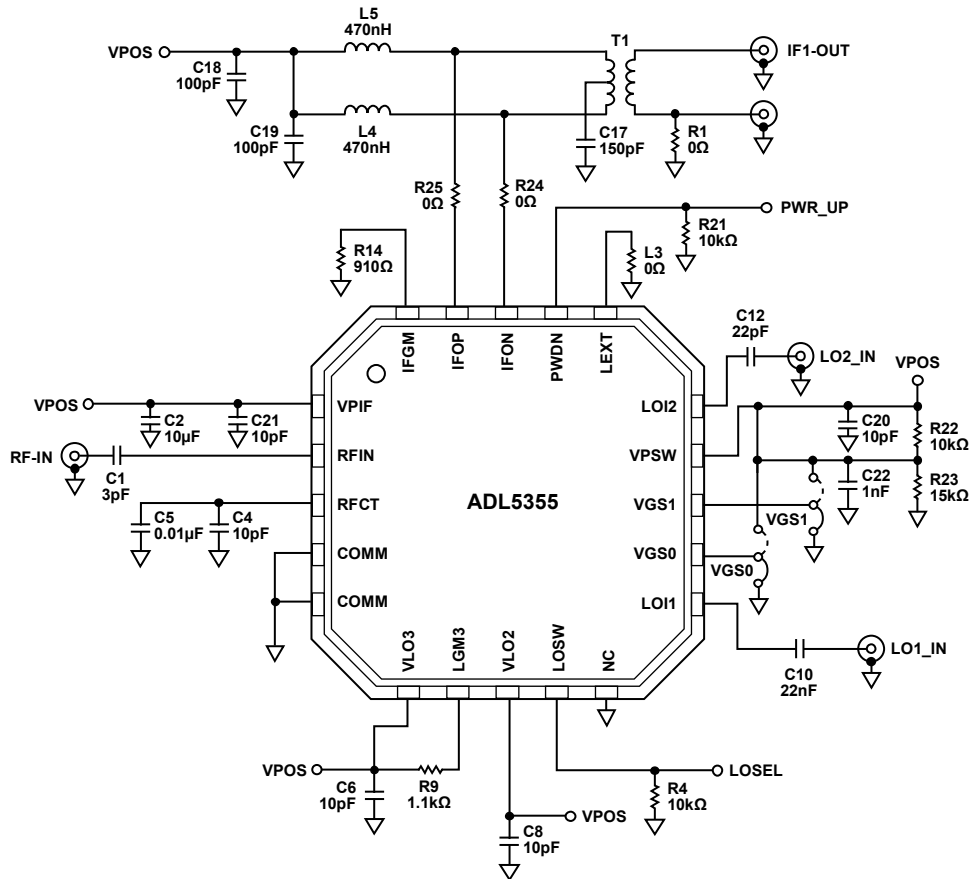 L5
470nH
VPOS
C18
100pF
T1
IF1-OUT
C19
100pF
L4
470nH
C17
150pF
R1
0Ω
R25
0Ω
R24
0Ω
PWR_UP
R21
10kΩ
R14
910Ω
L3
0Ω
IFGM
IFOP
IFON
PWDN
LEXT
C12
22pF
LO2_IN
VPOS
VPOS
C2
10µF
C21
10pF
VPIF
LOI2
C20
10pF
R22
10kΩ
RF-IN
C1
3pF
RFIN
VPSW
C22
1nF
R23
15kΩ
C5
0.01µF
C4
10pF
RFCT
ADL5355
VGS1
VGS1
COMM
VGS0
VGS0
COMM
LOI1
VLO3
LGM3
VLO2
LOSW
NC
LO1_IN
C10
22nF
VPOS
C6
10pF
R9
1.1kΩ
LOSEL
R4
10kΩ
VPOS
C8
10pF